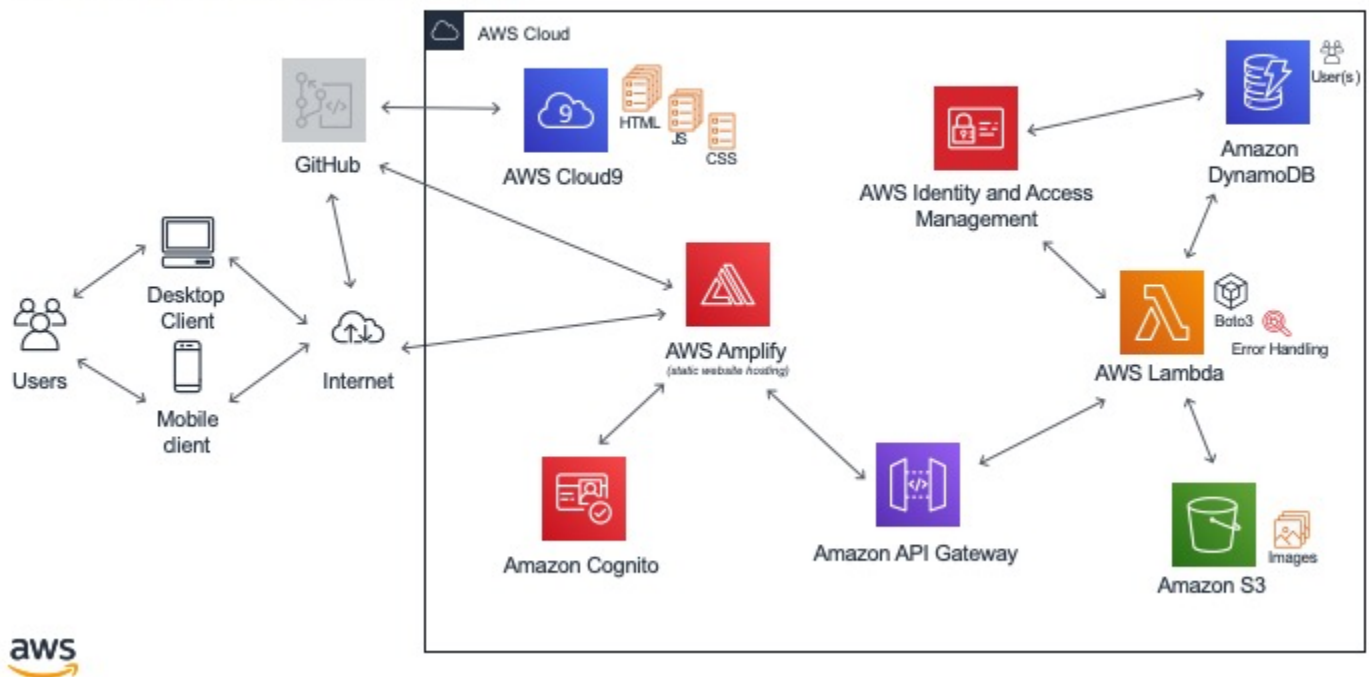 AWS Cloud
GitHub
9
HTML
JS
CSS
AWS Cloud9
User(s)
Amazon
DynamoDB
AWS Identity and Access
Management
Desktop
Client
Users
Internet
Mobile
dient
AWS Amplify
(static website hosting)
Boto3
Error Handling
AWS Lambda
Amazon Cognito
</>
Amazon API Gateway
Images
Amazon S3
aws